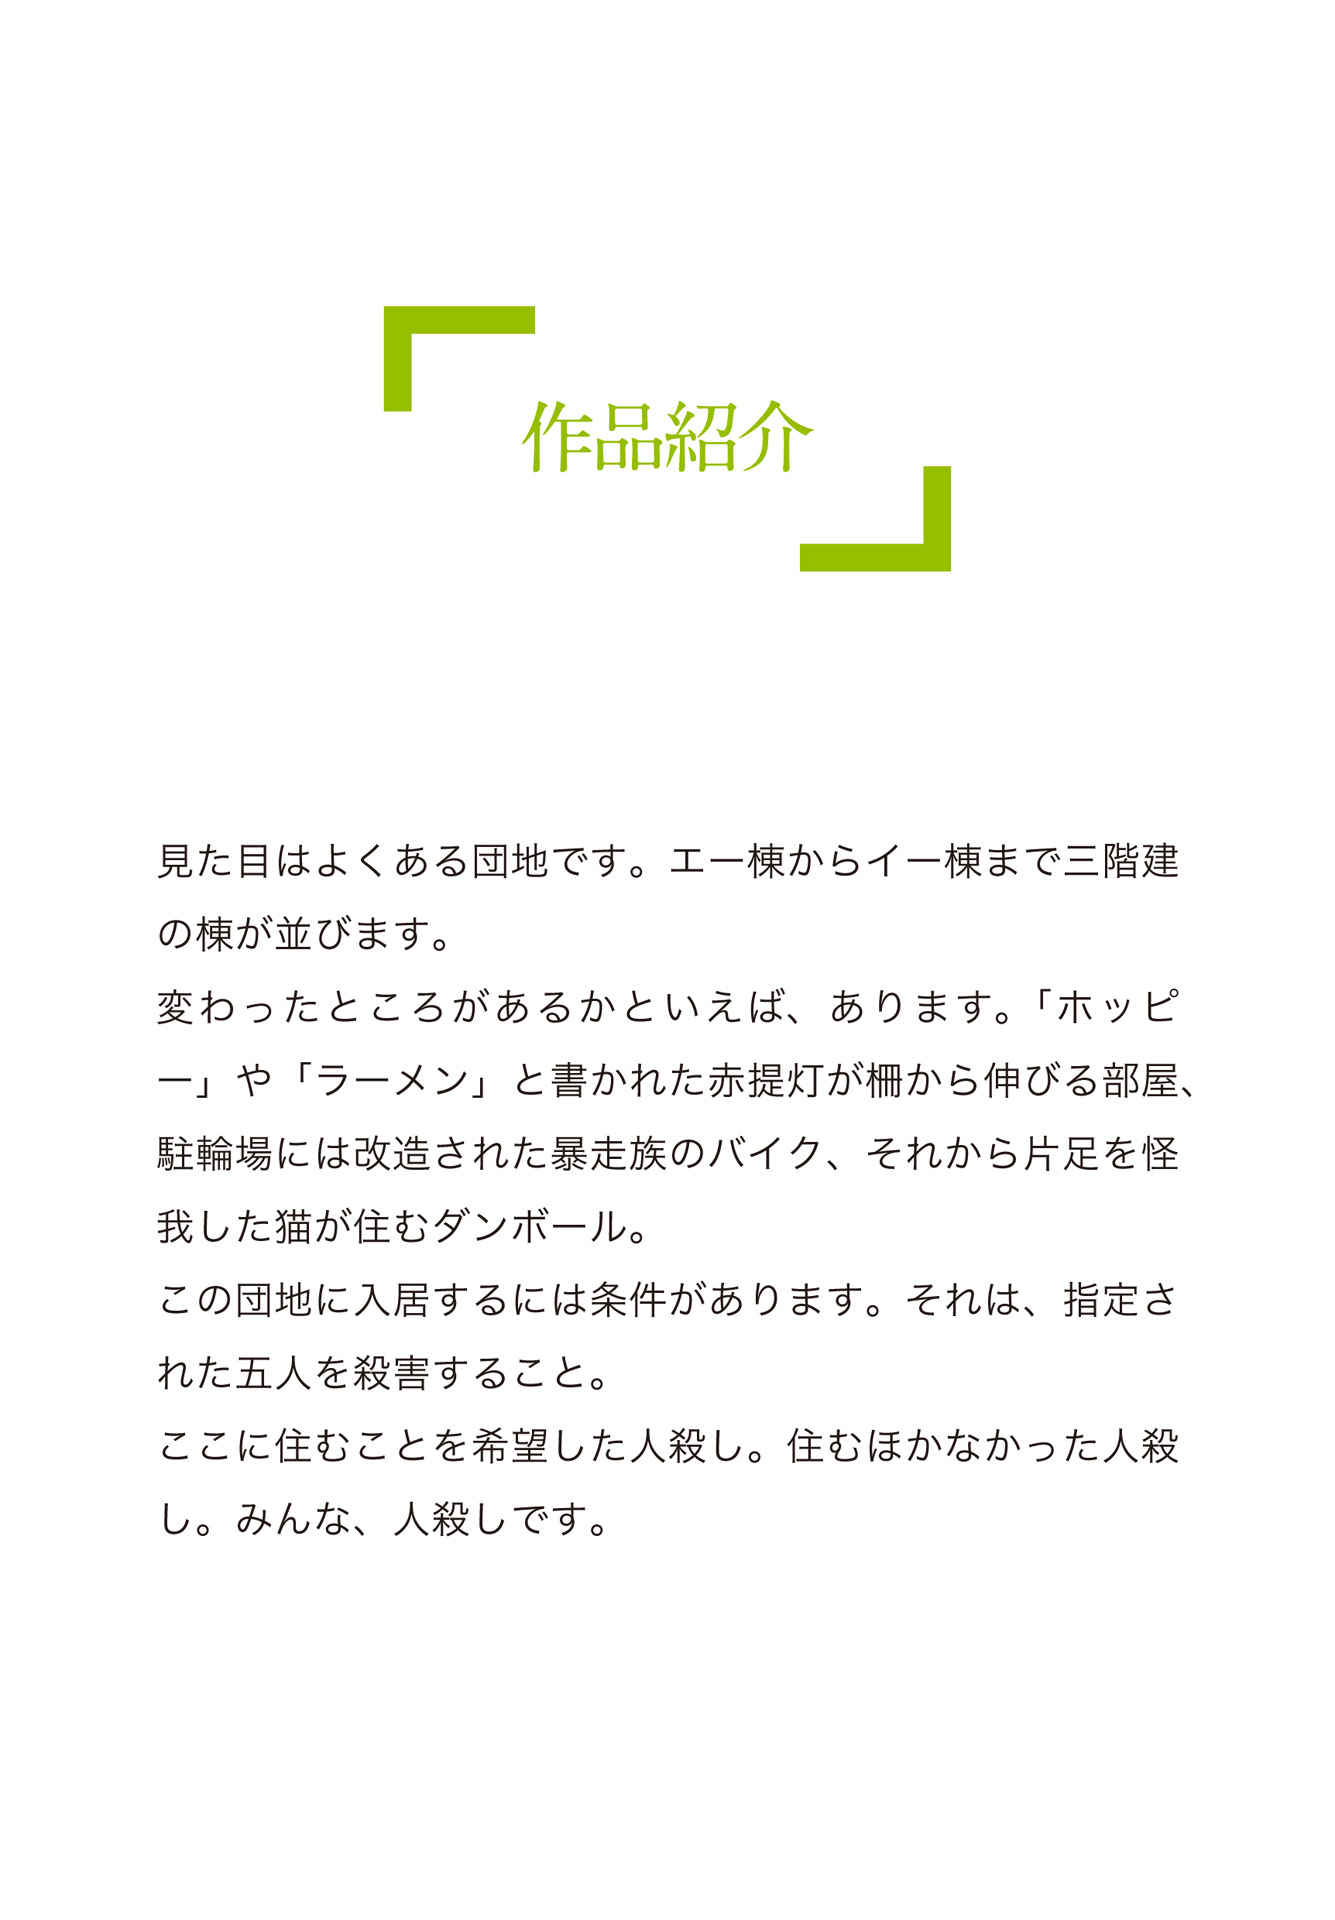 作品紹介
見た目はよくある団地です。エー棟からイー棟まで三階建
の棟が並びます。
変わったところがあるかといえば、あります。「ホッピ
ー」や「ラーメン」と書かれた赤提灯が柵から伸びる部屋、
駐輪場には改造された暴走族のバイク、それから片足を怪
我した猫が住むダンボール。
この団地に入居するには条件があります。それは、指定さ
れた五人を殺害すること。
ここに住むことを希望した人殺し。住むほかなかった人殺
し。みんな、人殺しです。